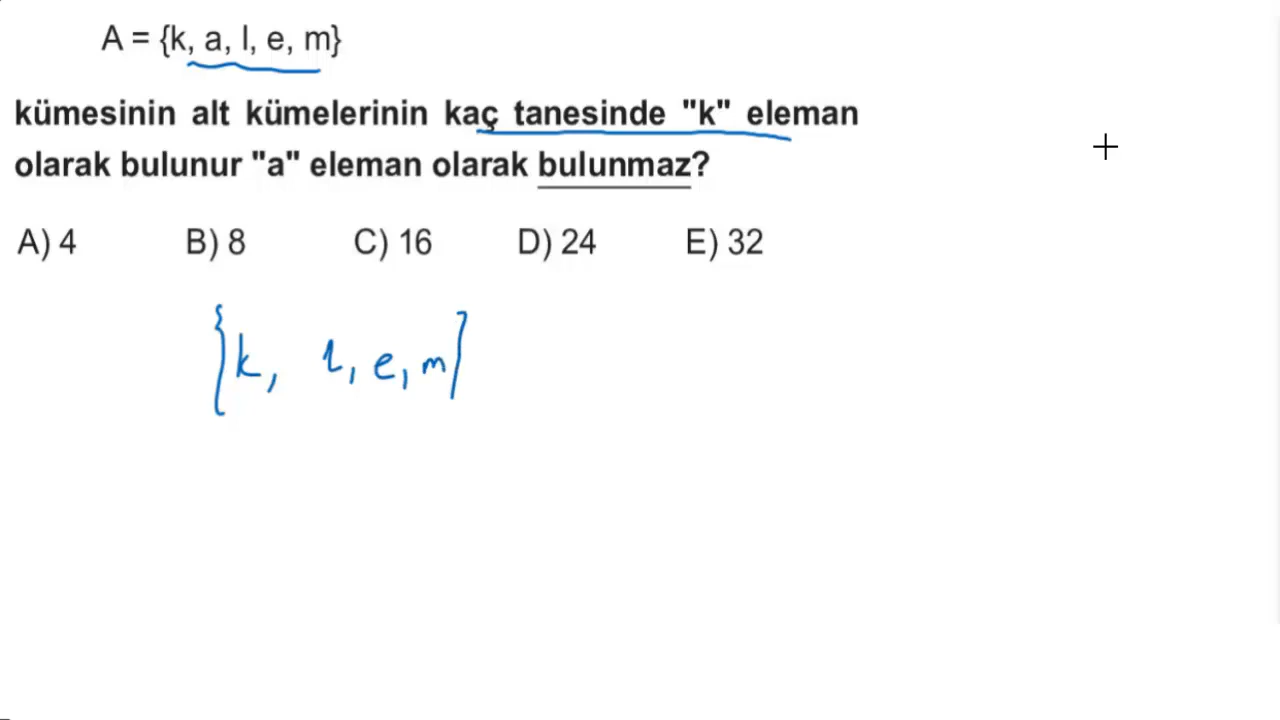 A = {k, a, l, e, m}
kümesinin alt kümelerinin kaç tanesinde "k" eleman
olarak bulunur "a" eleman olarak bulunmaz?
A) 4 B) 8 C) 16 D) 24 E) 32
{k, l, e, m}